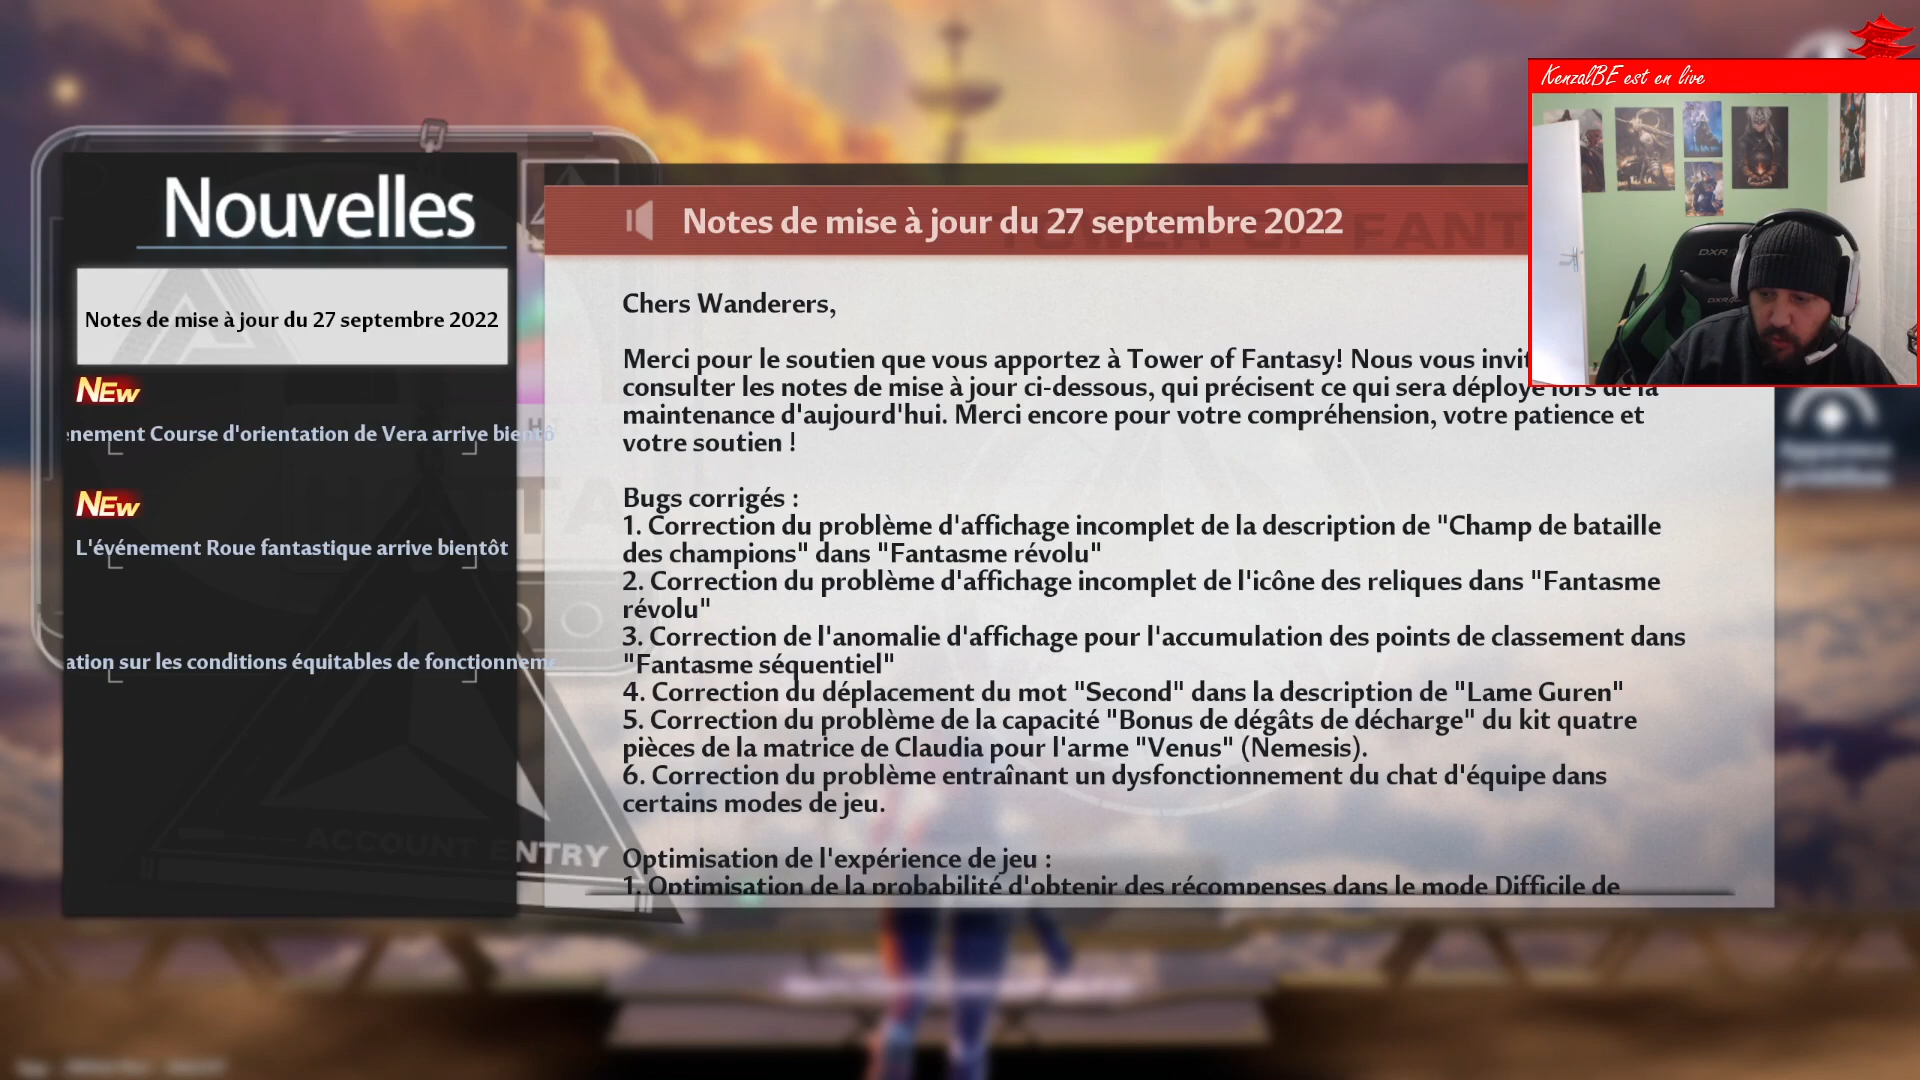 KenzalBE est en live
Nouvelles
Notes de mise à jour du 27 septembre 2022
NEw
Course d'orientation de Vera arrive
NEw
L'événement Roue fantastique arrive bientôt
sur les conditions équitables de
ACCOUNT ENTRY
Notes de mise à jour du 27 septembre 2022
Chers Wanderers,
Merci pour le soutien que vous apportez à Tower of Fantasy! Nous vous
consulter les notes de mise à jour ci-dessous, qui précisent ce qui sera déployé lors de la
maintenance d'aujourd'hui. Merci encore pour votre compréhension, votre patience et
votre soutien !
Bugs corrigés :
1. Correction du problème d'affichage incomplet de la description de "Champ de bataille
des champions" dans "Fantasme révolu"
2. Correction du problème d'affichage incomplet de l'icône des reliques dans "Fantasme
révolu"
3. Correction de l'anomalie d'affichage pour l'accumulation des points de classement dans
"Fantasme séquentiel"
4. Correction du déplacement du mot "Second" dans la description de "Lame Guren"
5. Correction du problème de la capacité "Bonus de dégâts de décharge" du kit quatre
pièces de la matrice de Claudia pour l'arme "Venus" (Nemesis).
6. Correction du problème entraînant un dysfonctionnement du chat d'équipe dans
certains modes de jeu.
Optimisation de l'expérience de jeu :
1. Optimisation de la probabilité d'obtenir des récompenses dans le mode Difficile de